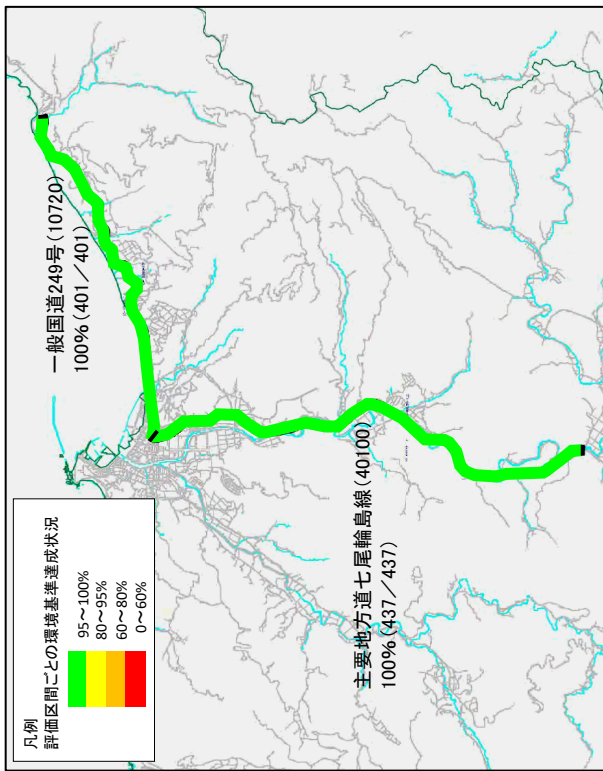 凡例
評価区間ごとの環境基準達成状況
95～100%
80～95%
60～80%
0～60%
一般国道249号(10720)
100%(401／401)
主要地方道七尾輪島線(40100)
100%(437／437)